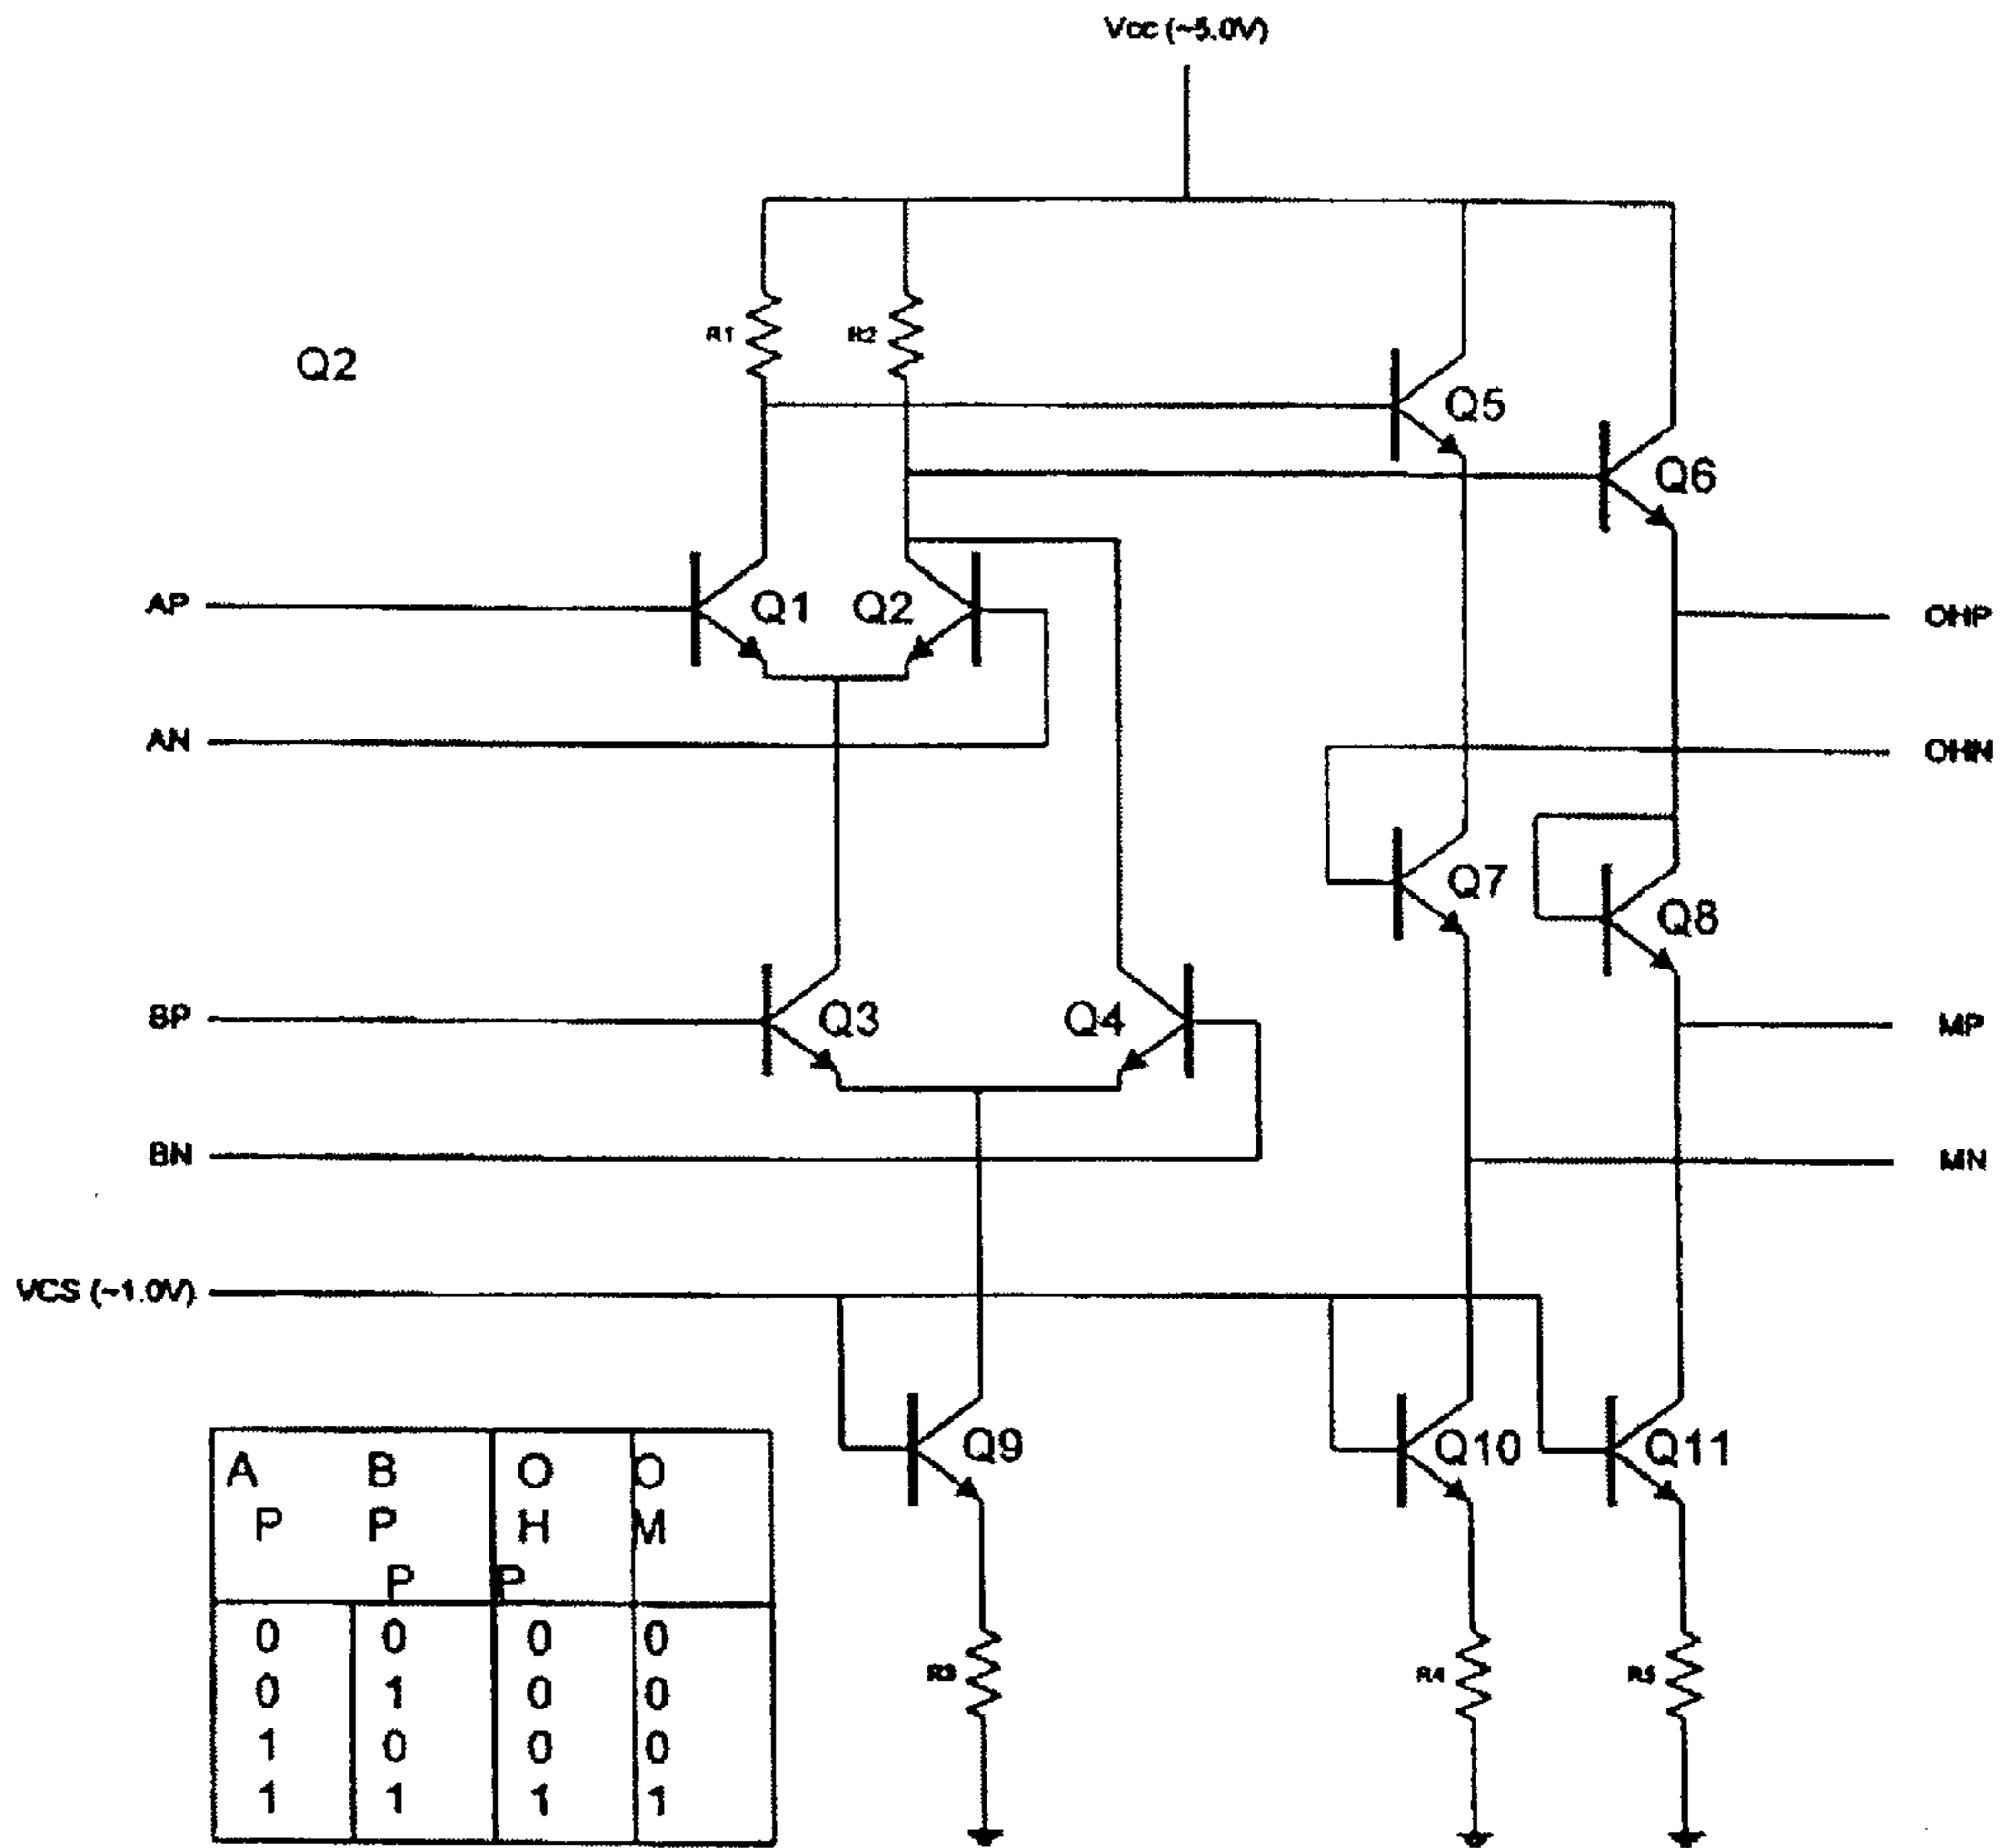 Vcc (~5.0V)
R1
R2
Q2
Q5
Q6
AP
Q1
Q2
OHP
AN
OHN
Q7
Q8
BP
Q3
Q4
MP
BN
MN
VCS (~1.0V)
Q9
Q10
Q11
A B O O
P P H M
P P
0 0 0 0
0 1 0 0
1 0 0 0
1 1 1 1
R3
R4
R5